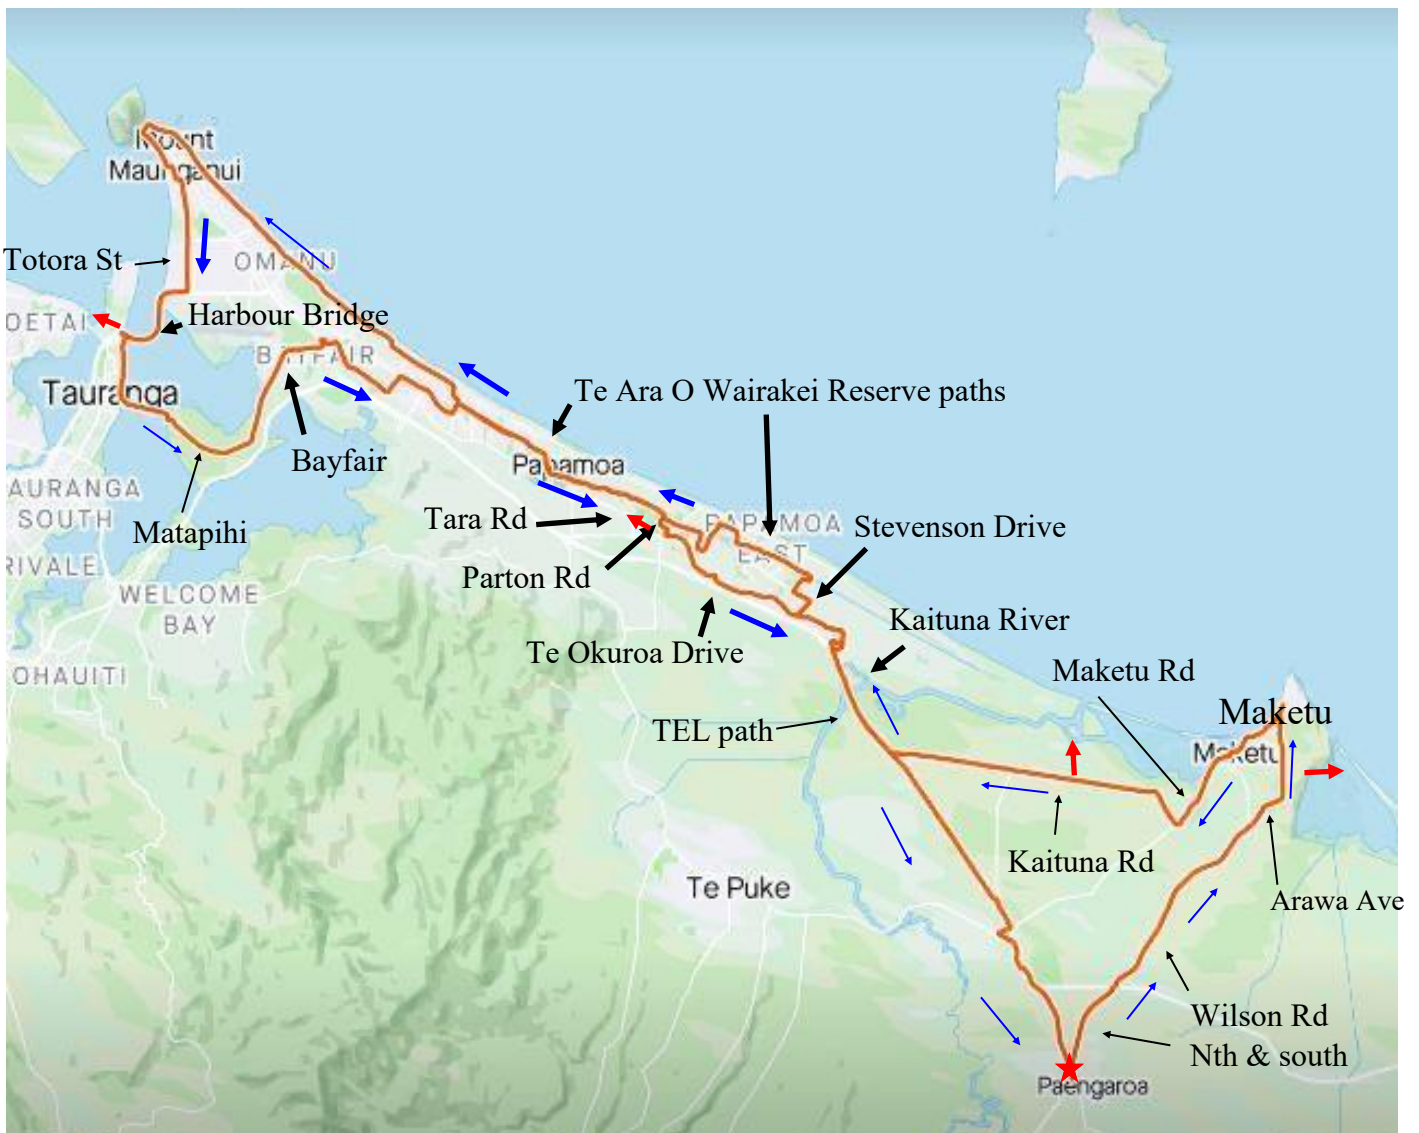 Mount
Maunganui
Totora St
OMANU
OETAI
Harbour Bridge
BAYFAIR
Tauranga
Te Ara O Wairakei Reserve paths
Bayfair
Papamoa
AURANGA
SOUTH
Matapihi
Tara Rd
PAPAMOA
EAST
Stevenson Drive
RIVALE
Parton Rd
WELCOME
BAY
Kaituna River
Te Okuroa Drive
OHAUITI
Maketu Rd
TEL path
Maketu
Maketu
Kaituna Rd
Te Puke
Arawa Ave
Wilson Rd
Nth & south
Paengaroa